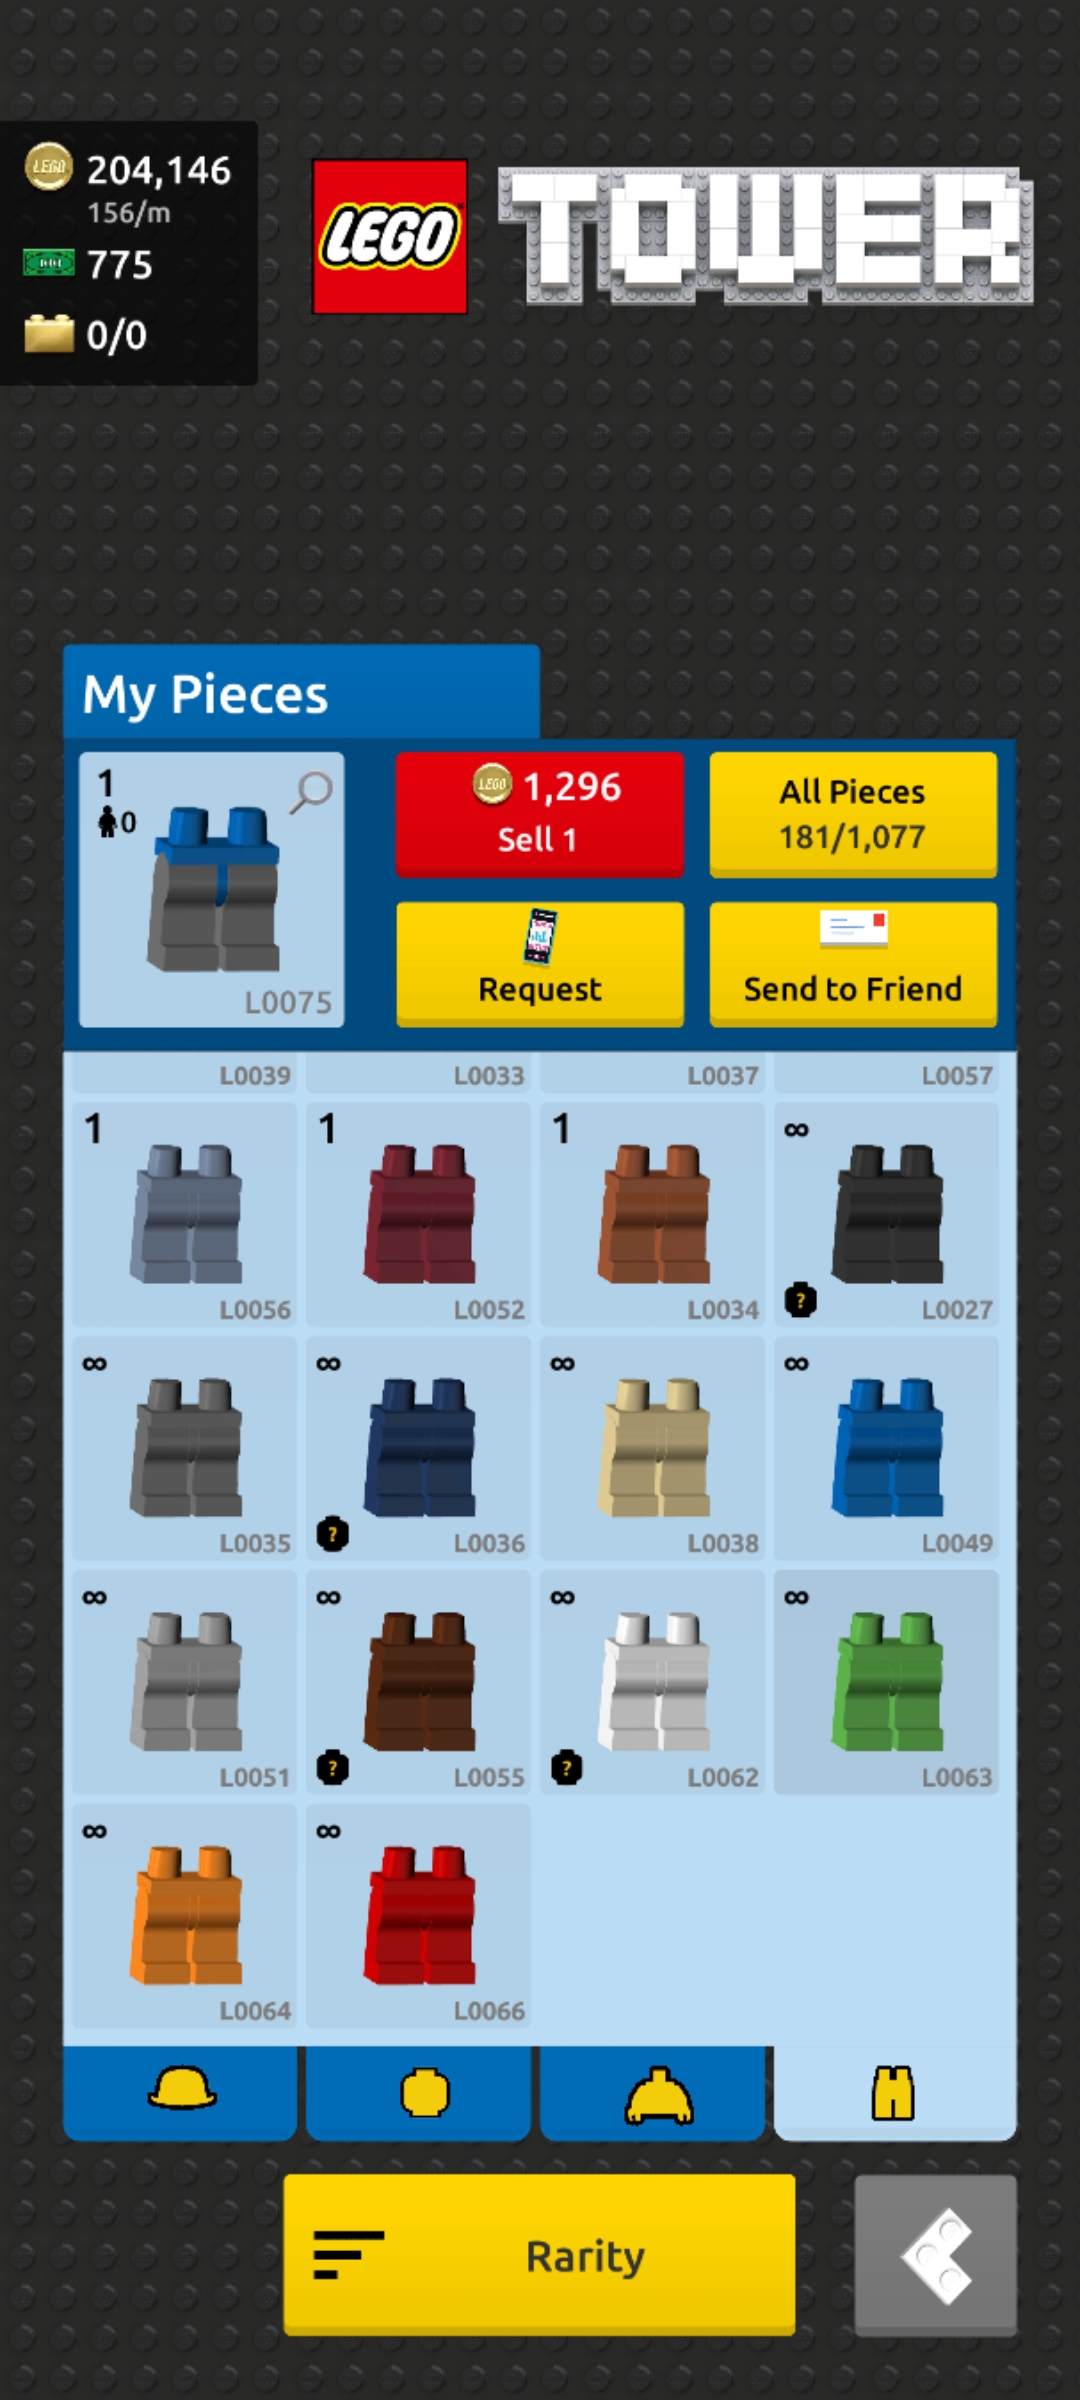 LEGO
204,146
156/m
775
0/0
LEGO
TOWER
My Pieces
1
0
L0075
LEGO 1,296
Sell 1
All Pieces
181/1,077
Request
Send to Friend
L0039
L0033
L0037
L0057
1
L0056
1
L0052
1
L0034
∞
?
L0027
∞
L0035
∞
?
L0036
∞
L0038
∞
L0049
∞
L0051
∞
?
L0055
∞
?
L0062
∞
L0063
∞
L0064
∞
L0066
Rarity